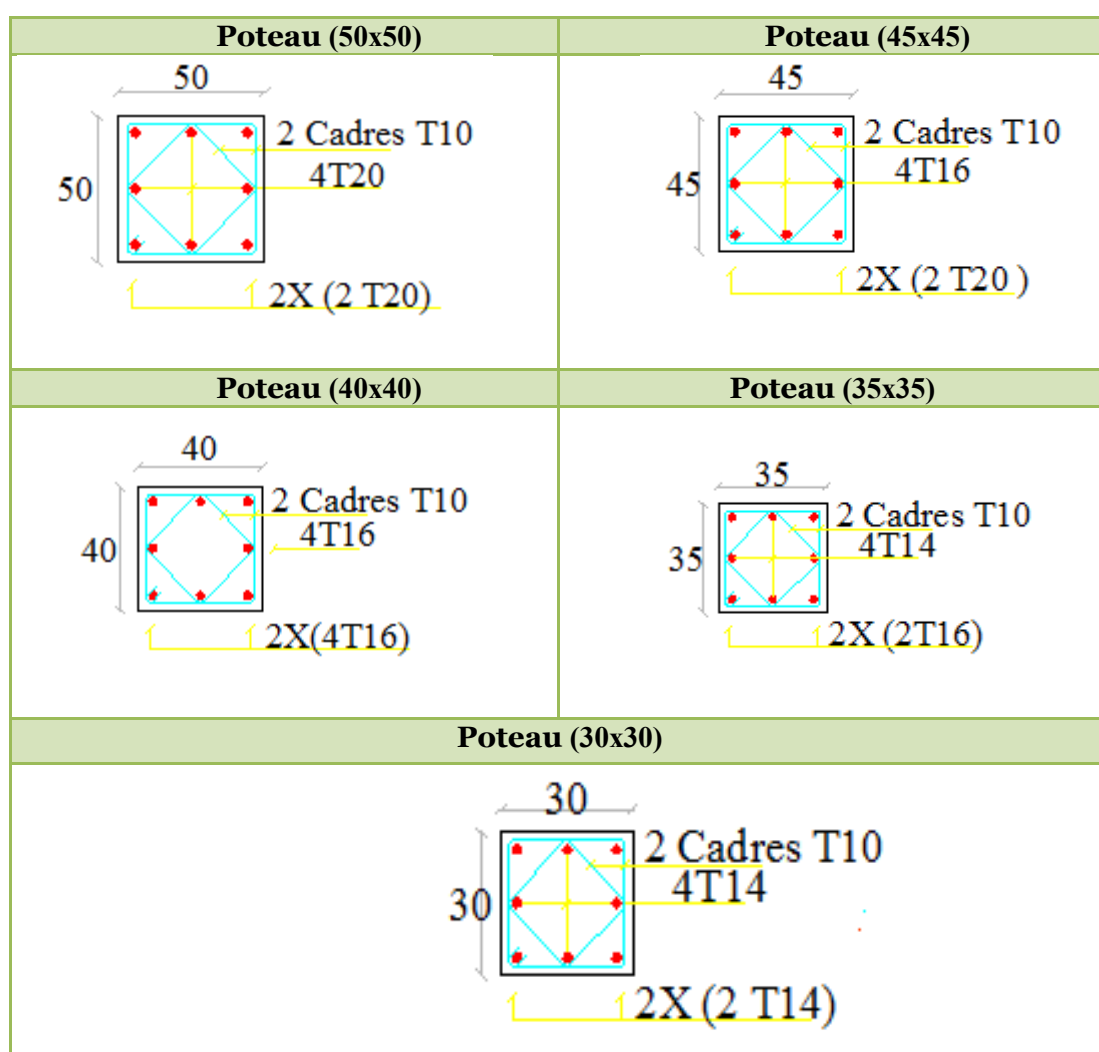 Poteau (50x50)
Poteau (45x45)
50
2 Cadres T10
4T20
50
2X (2 T20)
45
2 Cadres T10
4T16
45
2X (2 T20 )
Poteau (40x40)
Poteau (35x35)
40
2 Cadres T10
4T16
40
2X(4T16)
35
2 Cadres T10
4T14
35
2X (2T16)
Poteau (30x30)
30
2 Cadres T10
4T14
30
2X (2 T14)